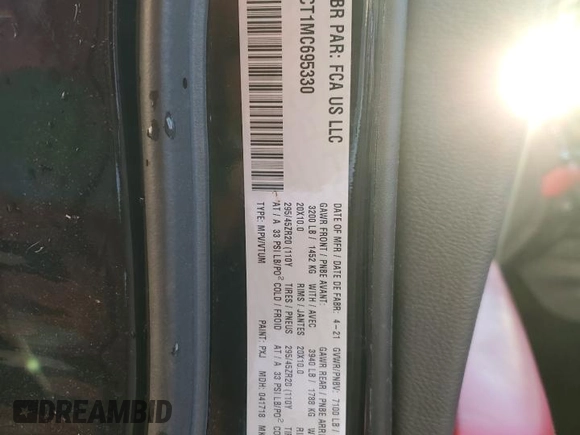 BR PAR: FCA US LLC
CT1MC695330
DATE OF MFR / DATE DE FABR: 4-21 GVWR/PNBV: 7100 LB /
GAWR FRONT / PNBE AVANT: GAWR REAR / PNBE ARR
3200 LB / 1452 KG WITH / AVEC 3940 LB / 1788 KG
20X10.0 RIMS / JANTES 20X10.0
295/45ZR20 (110Y TIRES / PNEUS 295/45ZR20 (110Y
AT / A 33 PSI LB/PO² COLD / FROID AT / A 33 PSI LB/PO²
TYPE: MPV/VTUM PAINT: PXJ MDH: 041718
DREAMBID